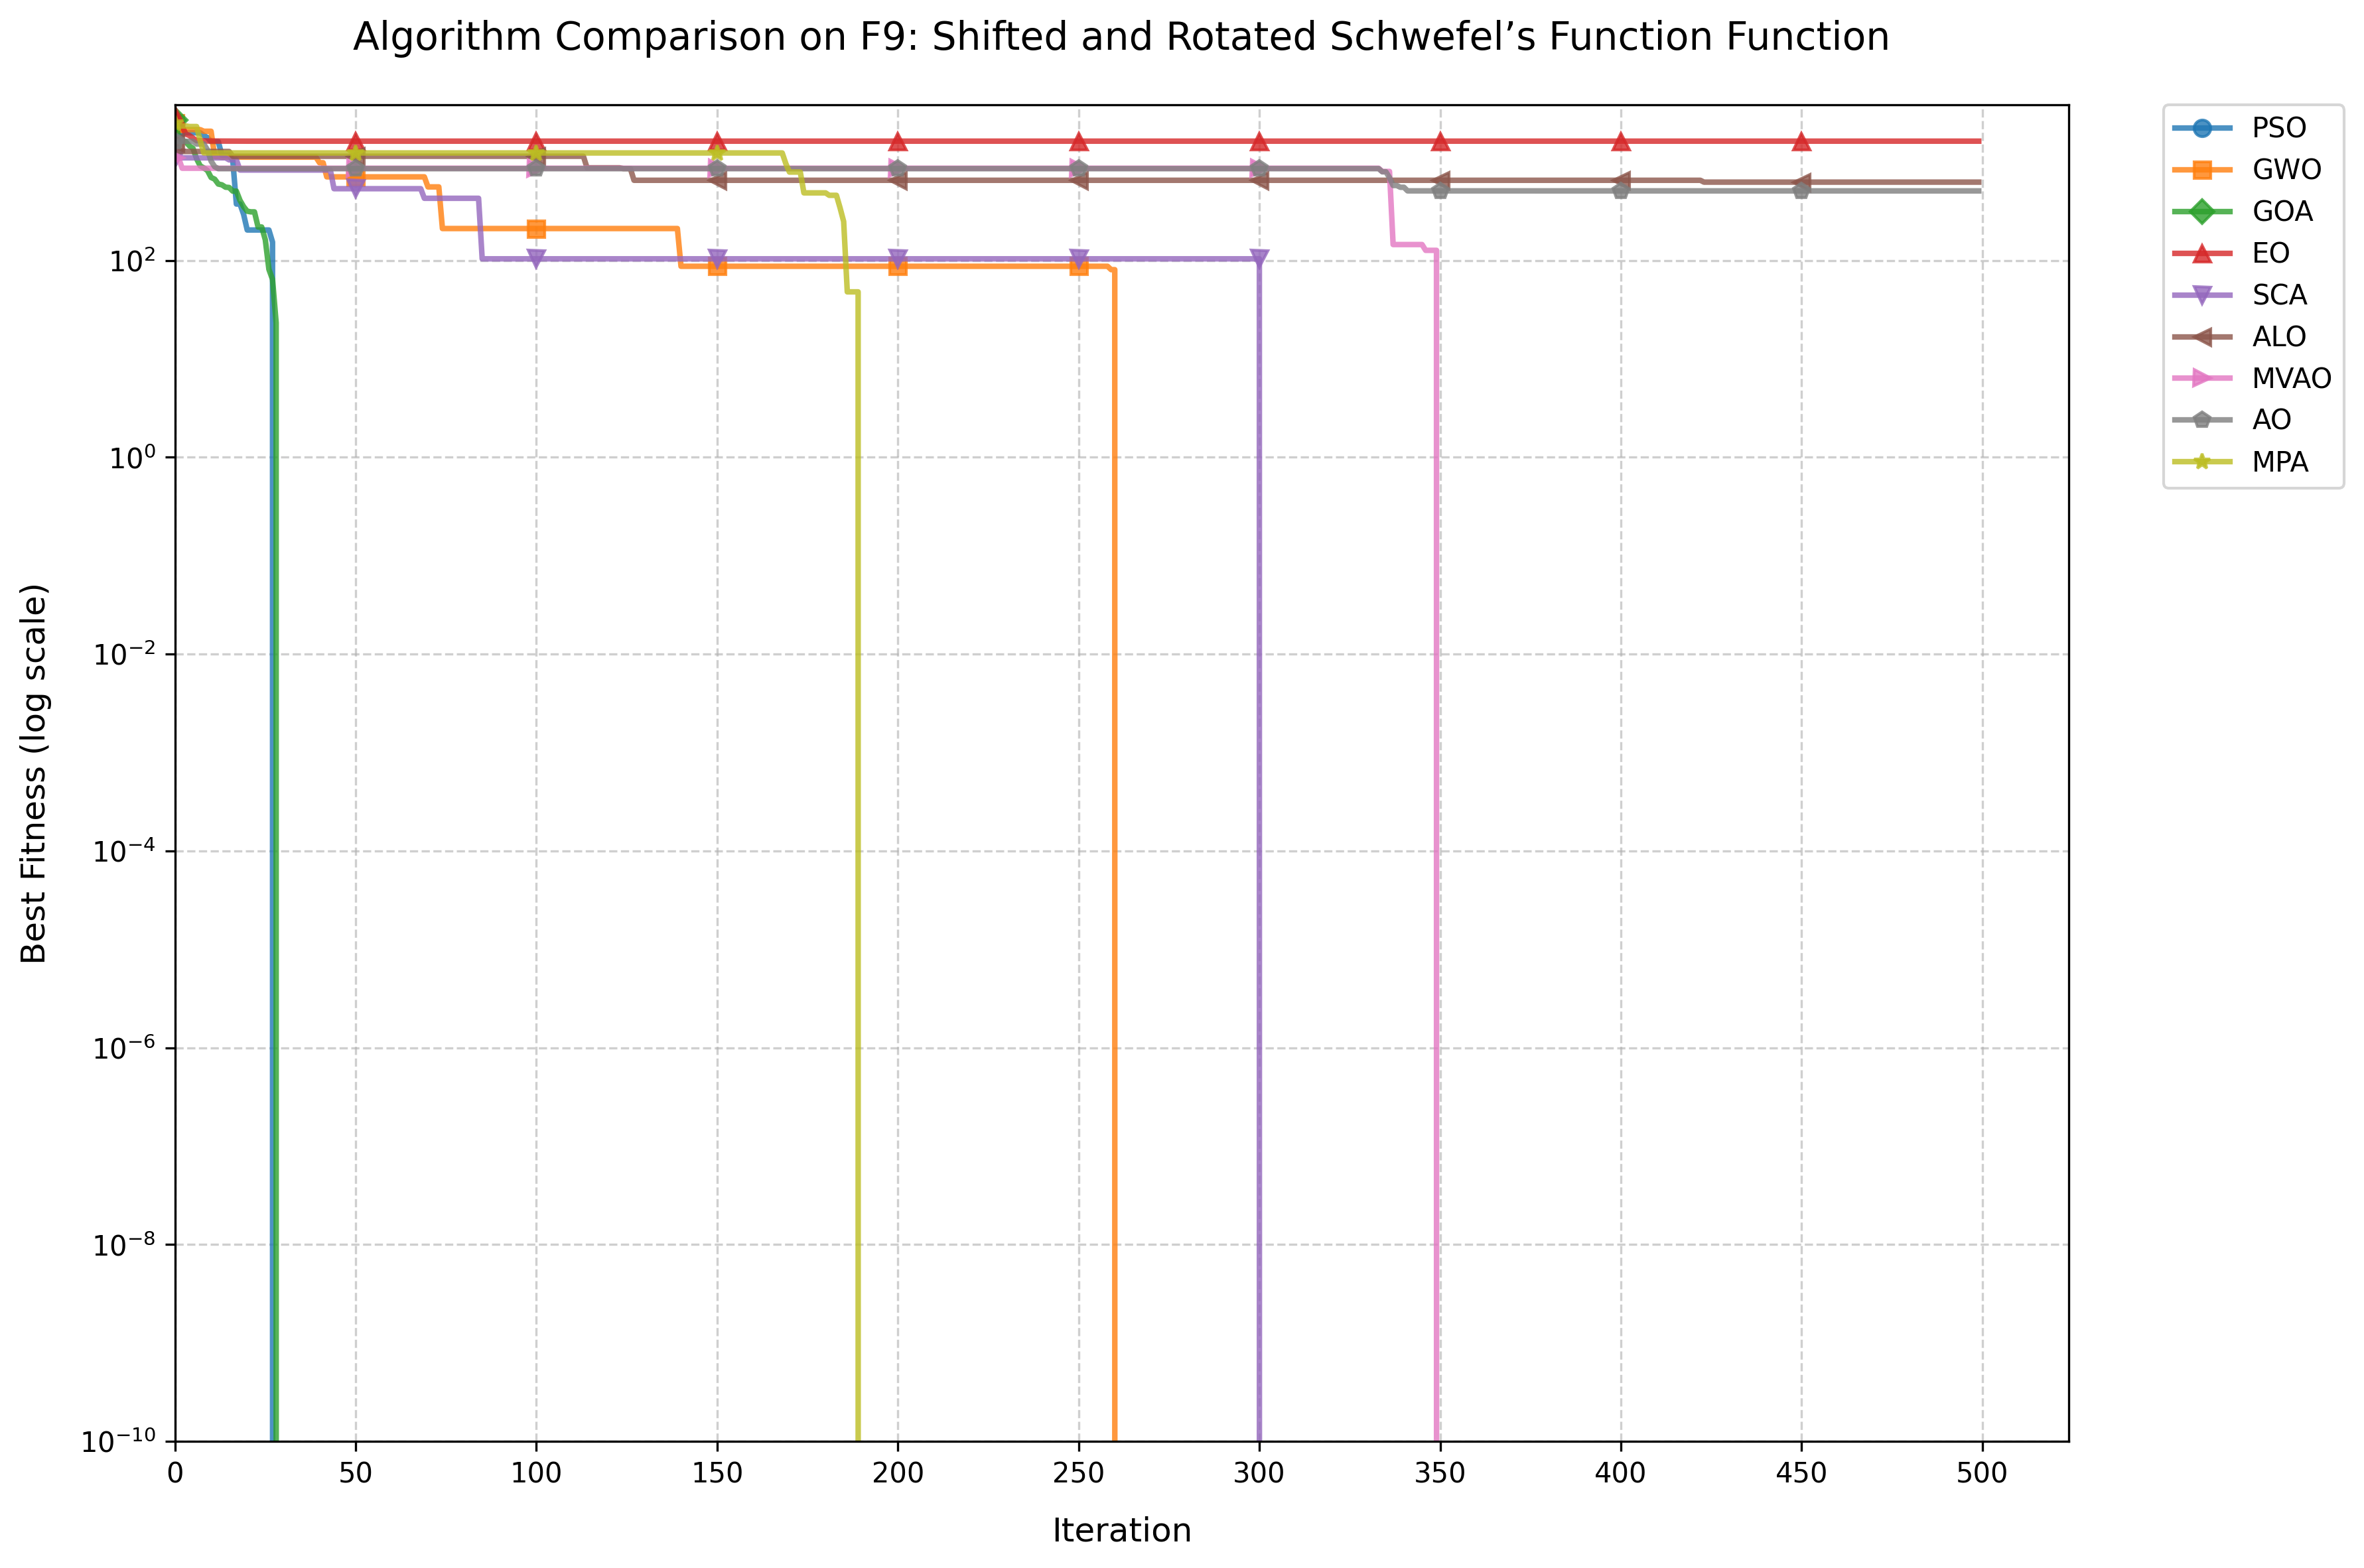 Algorithm Comparison on F9: Shifted and Rotated Schwefel’s Function Function
Best Fitness (log scale)
10²
10⁰
10⁻²
10⁻⁴
10⁻⁶
10⁻⁸
10⁻¹⁰
0 50 100 150 200 250 300 350 400 450 500
Iteration
PSO
GWO
GOA
EO
SCA
ALO
MVAO
AO
MPA